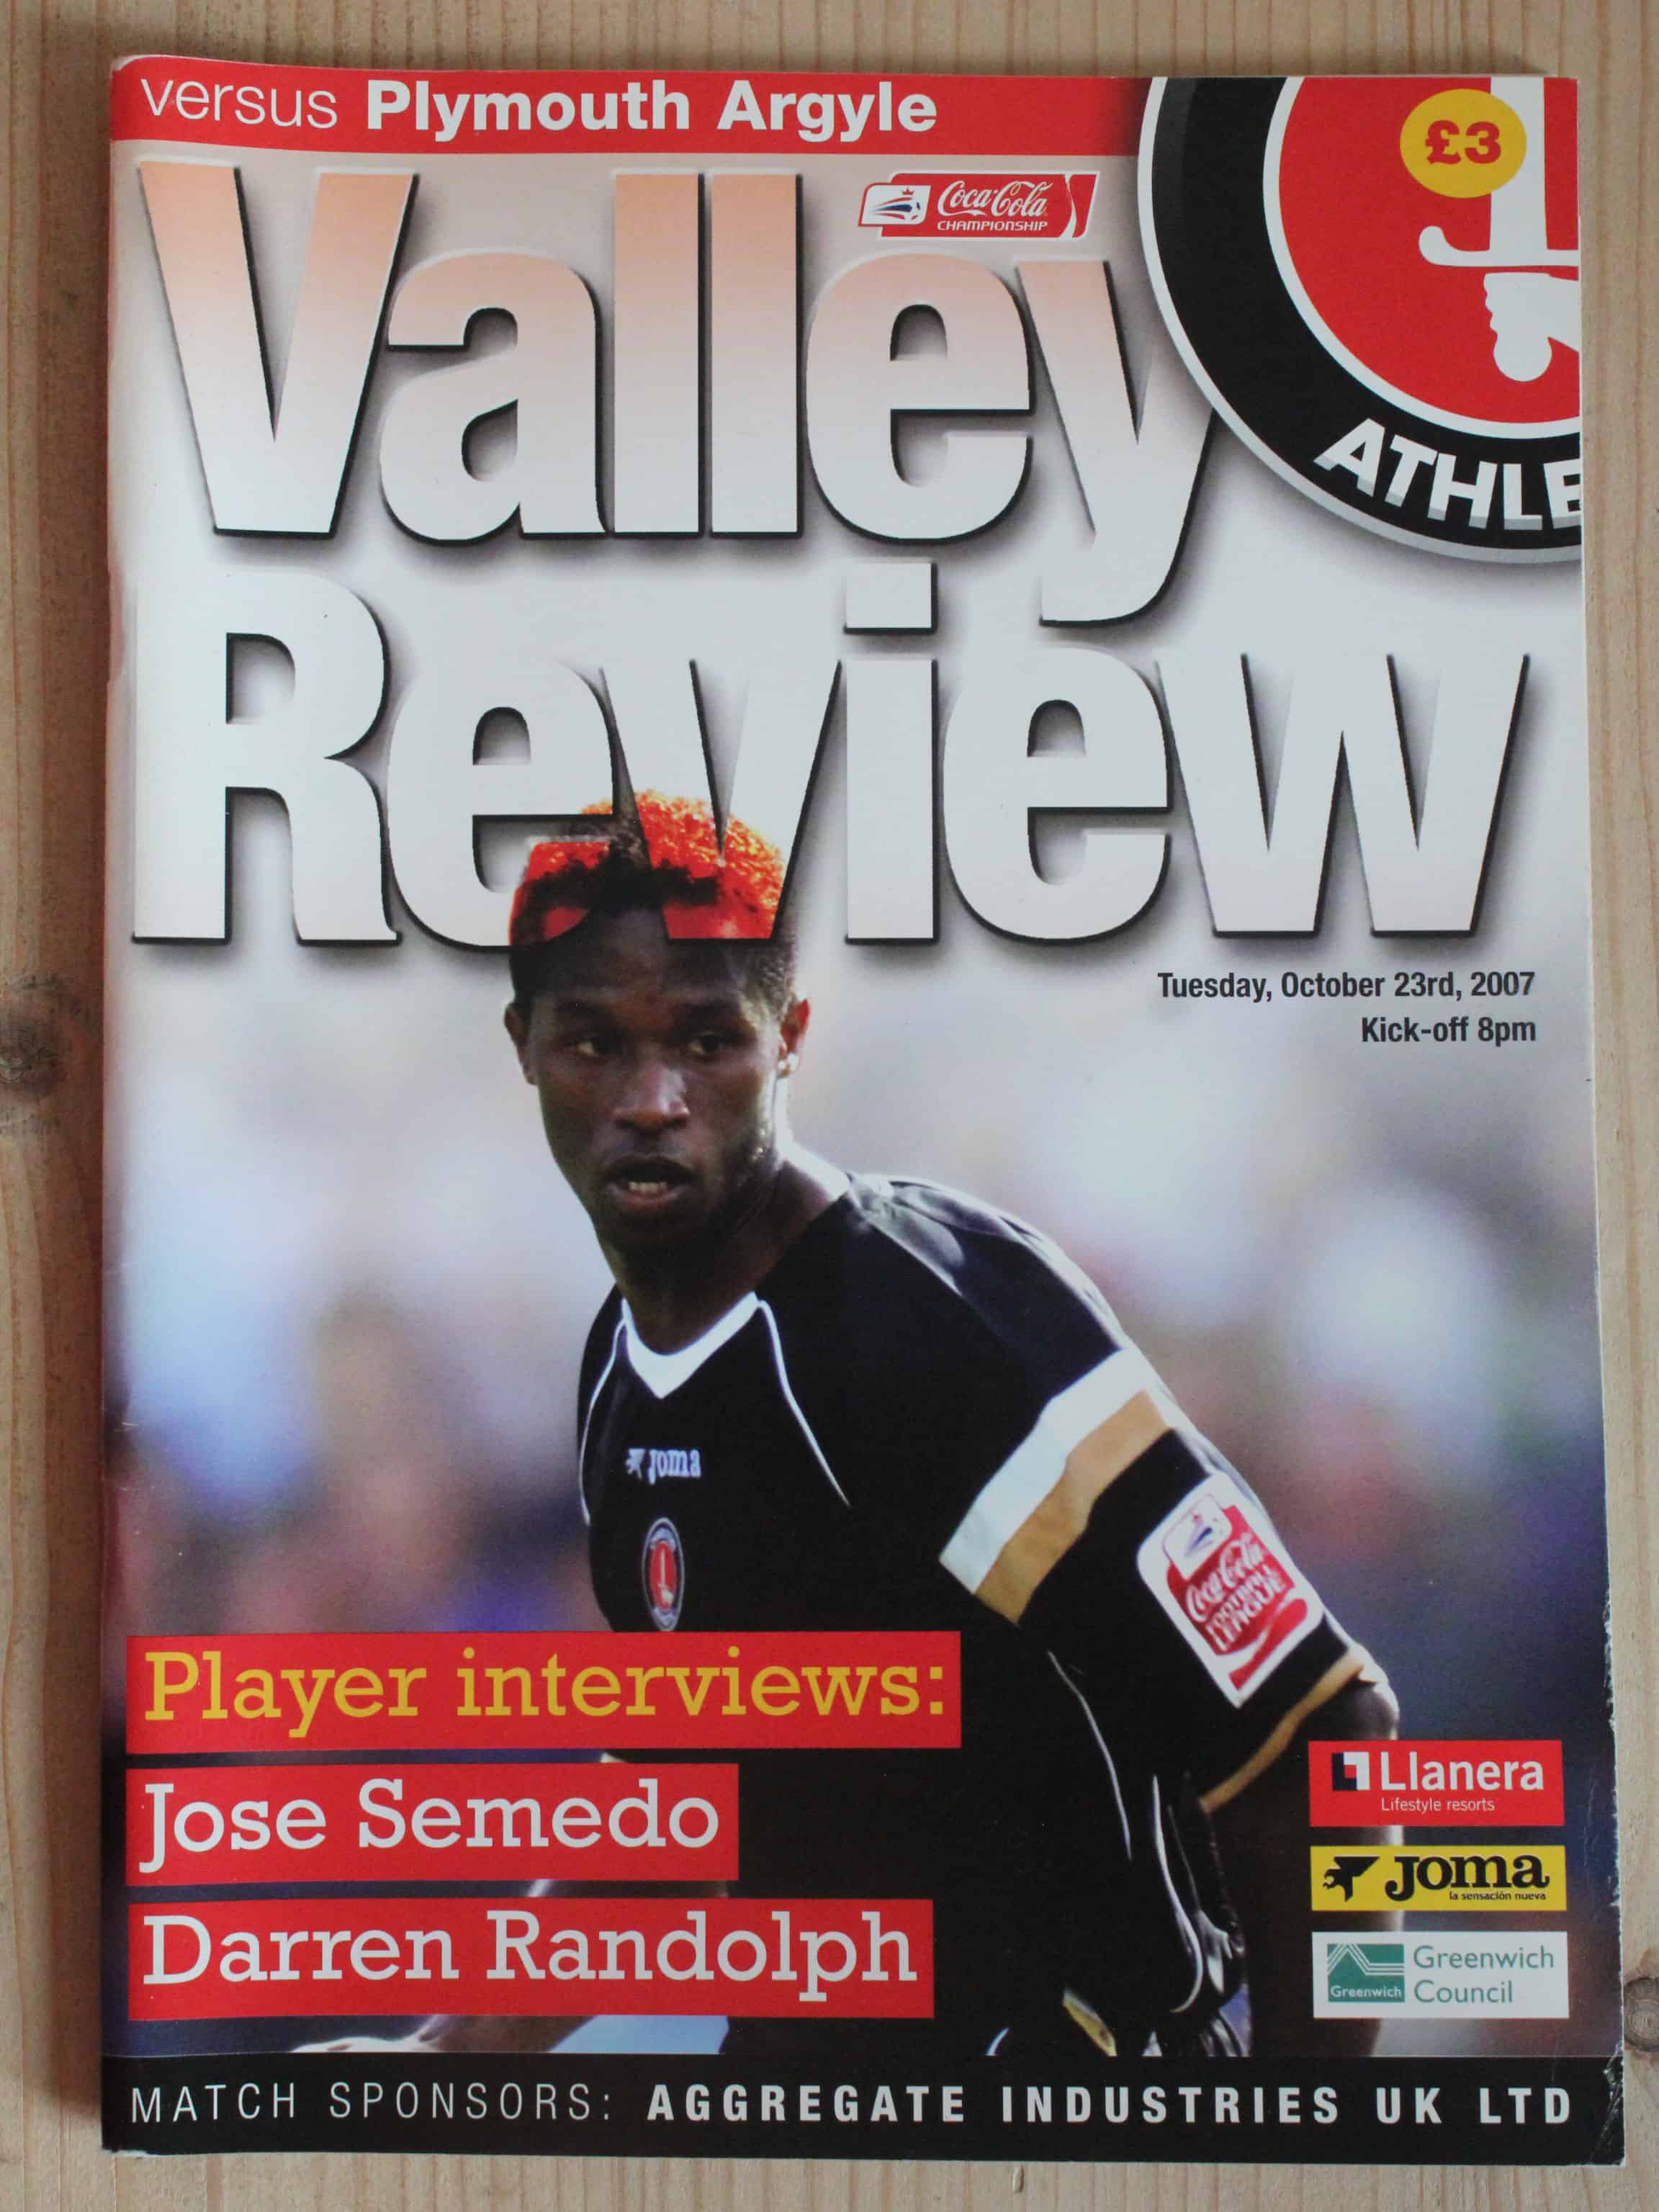 versus Plymouth Argyle
£3
Coca-Cola
CHAMPIONSHIP
Valley
ATHLE
Review
Tuesday, October 23rd, 2007
Kick-off 8pm
Joma
Coca-Cola
FOOTBALL
LEAGUE
Player interviews:
Jose Semedo
Darren Randolph
Llanera
Lifestyle resorts
Joma
la sensación nueva
Greenwich
Greenwich
Council
MATCH SPONSORS: AGGREGATE INDUSTRIES UK LTD